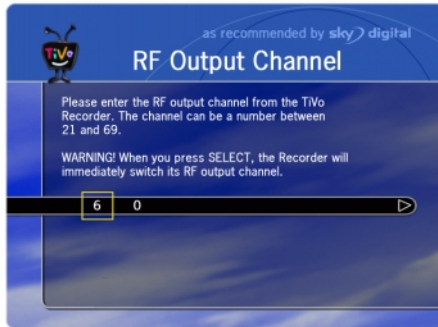 as recommended by sky digital
TiVo
RF Output Channel
Please enter the RF output channel from the TiVo
Recorder. The channel can be a number between
21 and 69.
WARNING! When you press SELECT, the Recorder will
immediately switch its RF output channel.
6 0